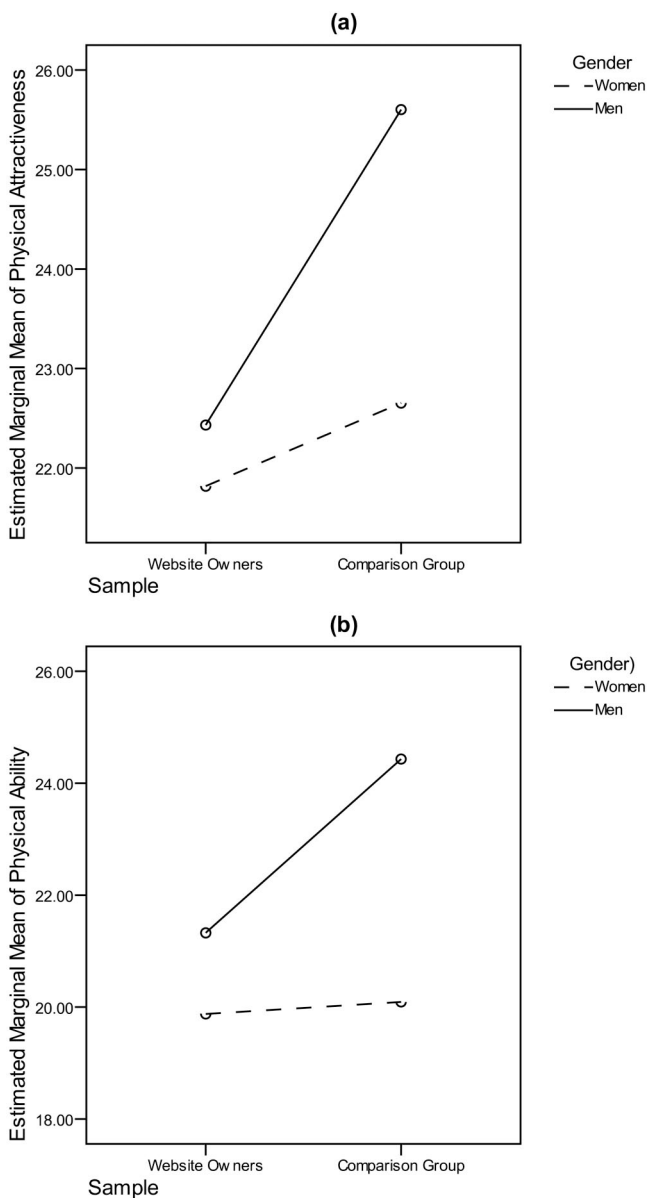 (a)
Estimated Marginal Mean of Physical Attractiveness
26.00
25.00
24.00
23.00
22.00
Website Owners
Comparison Group
Sample
Gender
Women
Men
(b)
Estimated Marginal Mean of Physical Ability
26.00
24.00
22.00
20.00
18.00
Website Owners
Comparison Group
Sample
Gender)
Women
Men